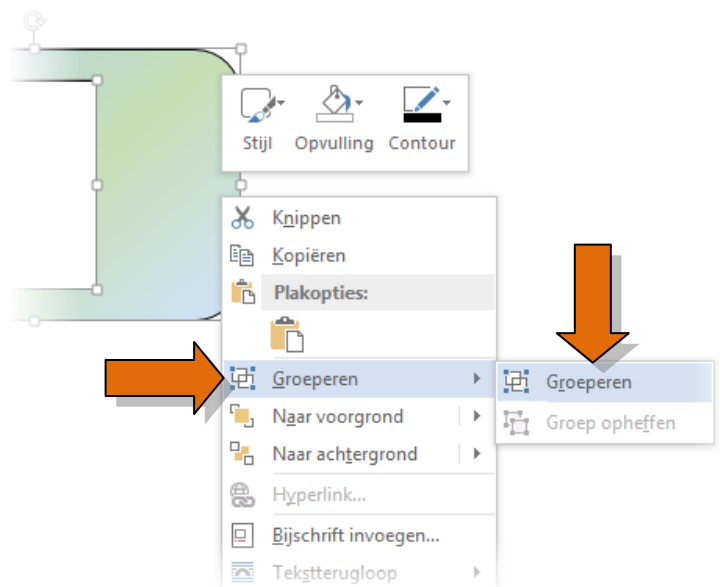 Stijl Opvulling Contour
Knippen
Kopiëren
Plakopties:
Groeperen
Groeperen
Naar voorgrond
Groep opheffen
Naar achtergrond
Hyperlink...
Bijschrift invoegen...
Tekstterugloop